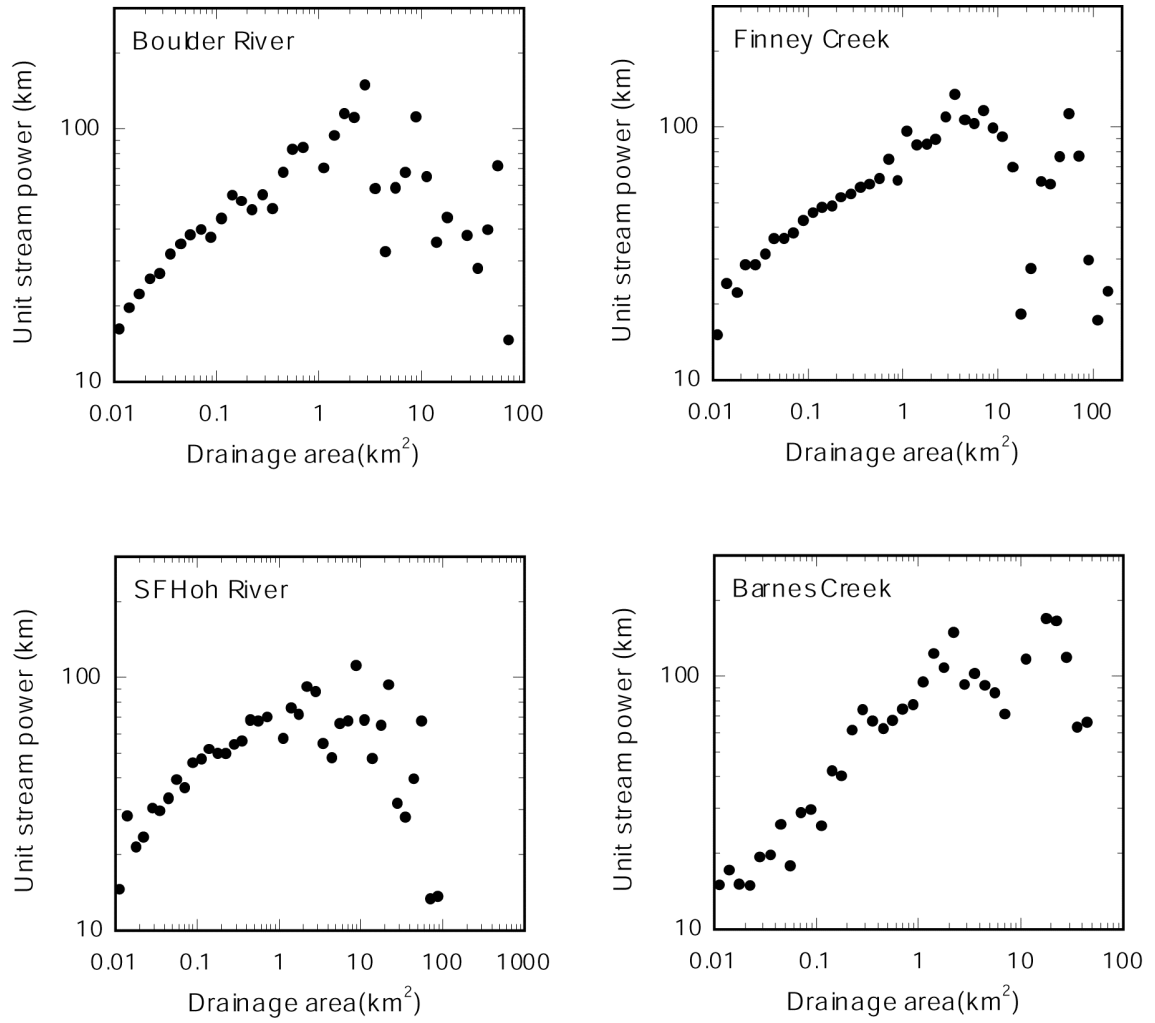 Boulder River
Unit stream power (km)
100
10
0.01 0.1 1 10 100
Drainage area(km²)
Finney Creek
Unit stream power (km)
100
10
0.01 0.1 1 10 100
Drainage area(km²)
SF Hoh River
Unit stream power (km)
100
10
0.01 0.1 1 10 100 1000
Drainage area(km²)
Barnes Creek
Unit stream power (km)
100
10
0.01 0.1 1 10 100
Drainage area(km²)